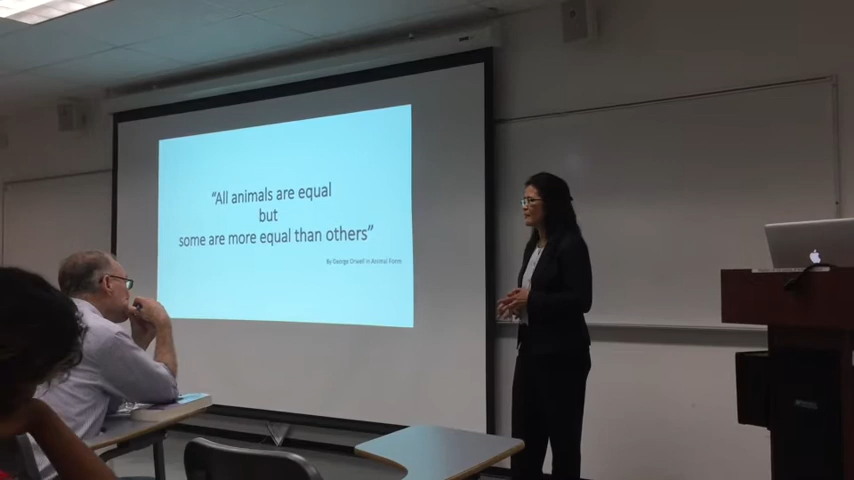 “All animals are equal
but
some are more equal than others”
By George Orwell in Animal Farm